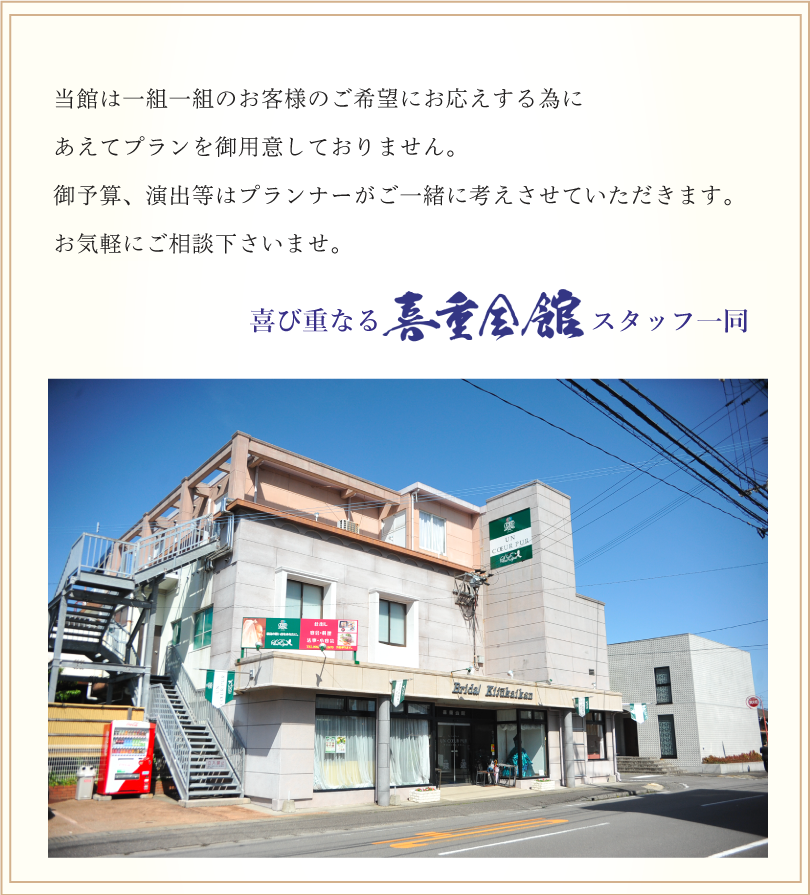 当館は一組一組のお客様のご希望にお応えする為に
あえてプランを御用意しておりません。
御予算、演出等はプランナーがご一緒に考えさせていただきます。
お気軽にご相談下さいませ。
喜び重なる喜重会館スタッフ一同
UN
CŒUR PUR
Bridal Kijūkaikan